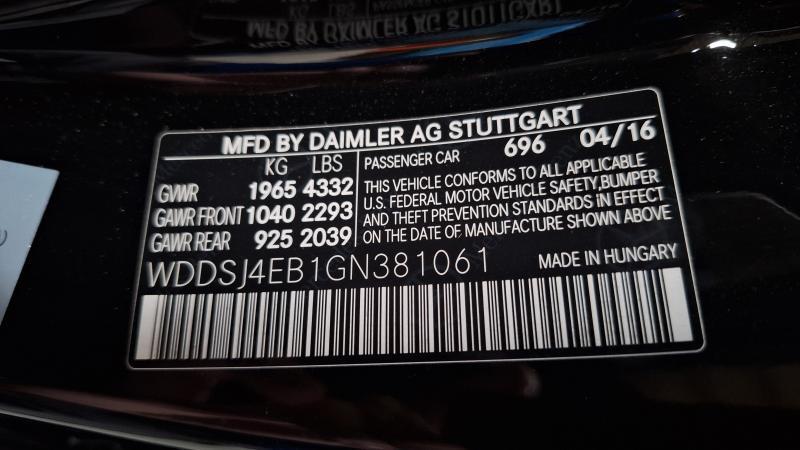 MFD BY DAIMLER AG STUTTGART
KG LBS
GVWR 1965 4332
GAWR FRONT 1040 2293
GAWR REAR 925 2039
696 04/16
PASSENGER CAR
THIS VEHICLE CONFORMS TO ALL APPLICABLE
U.S. FEDERAL MOTOR VEHICLE SAFETY,BUMPER
AND THEFT PREVENTION STANDARDS IN EFFECT
ON THE DATE OF MANUFACTURE SHOWN ABOVE
WDDSJ4EB1GN381061
MADE IN HUNGARY